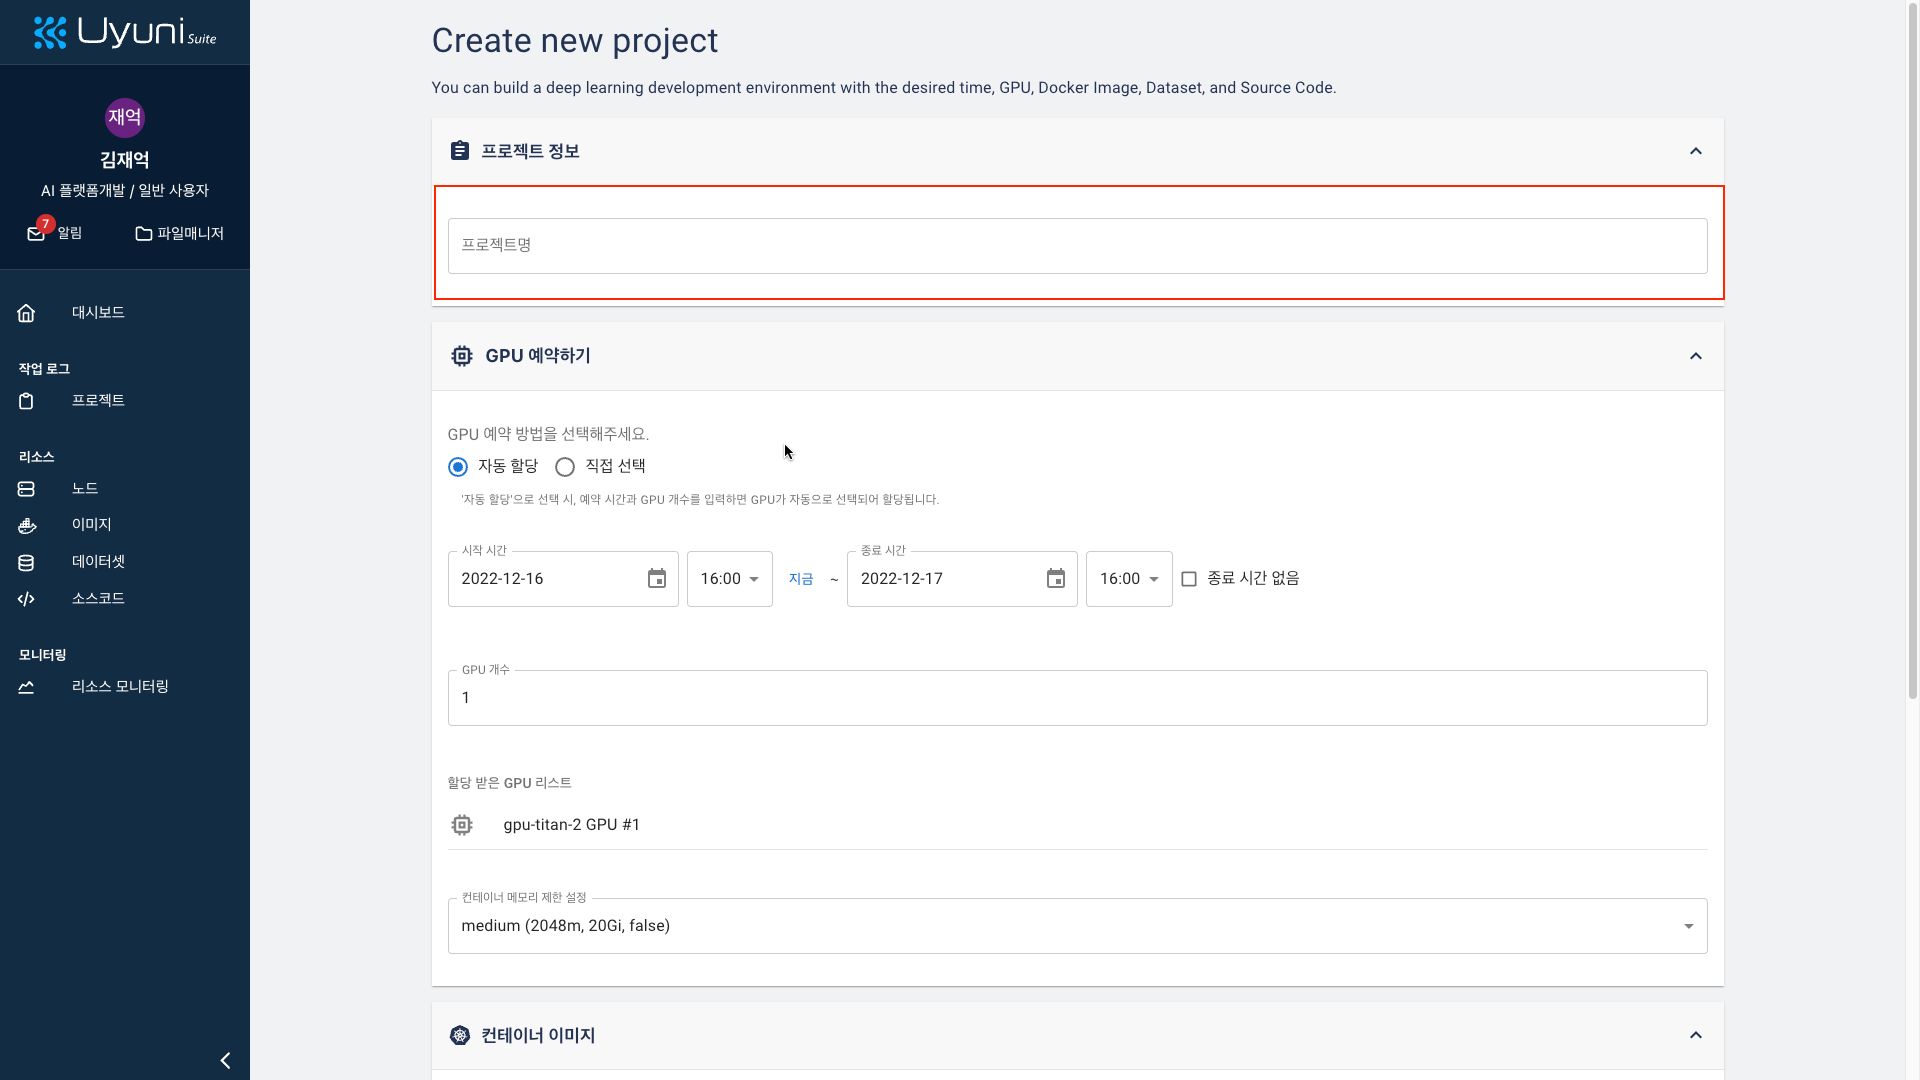 Uyuni Suite
재억
김재억
AI 플랫폼개발 / 일반 사용자
7
알림
파일매니저
대시보드
작업 로그
프로젝트
리소스
노드
이미지
데이터셋
소스코드
모니터링
리소스 모니터링
Create new project
You can build a deep learning development environment with the desired time, GPU, Docker Image, Dataset, and Source Code.
프로젝트 정보
프로젝트명
GPU 예약하기
GPU 예약 방법을 선택해주세요.
자동 할당 직접 선택
'자동 할당'으로 선택 시, 예약 시간과 GPU 개수를 입력하면 GPU가 자동으로 선택되어 할당됩니다.
시작 시간 종료 시간
2022-12-16 16:00 지금 ~ 2022-12-17 16:00 종료 시간 없음
GPU 개수
1
할당 받은 GPU 리스트
gpu-titan-2 GPU #1
컨테이너 메모리 제한 설정
medium (2048m, 20Gi, false)
컨테이너 이미지